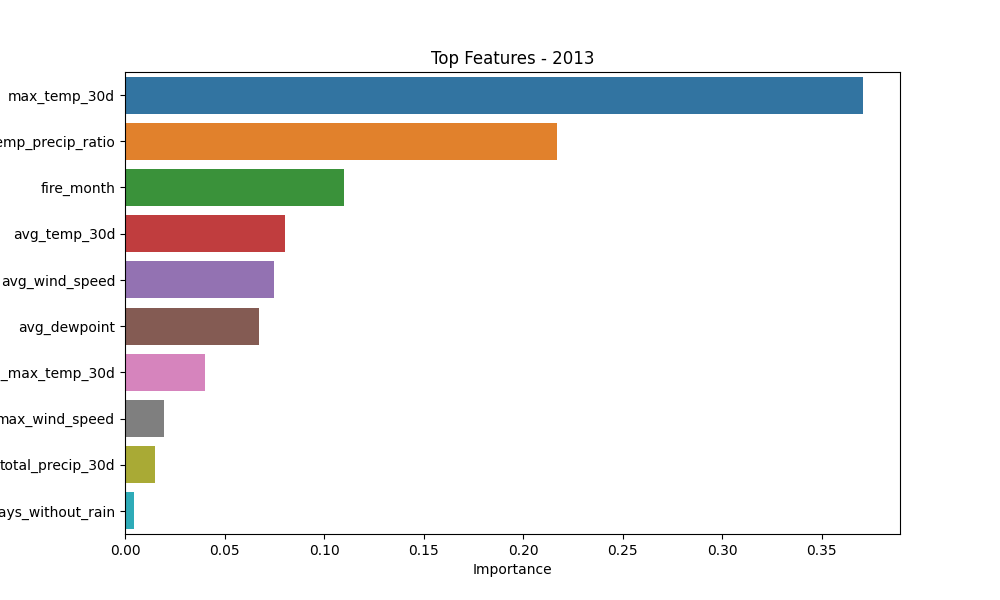 Top Features - 2013
max_temp_30d
emp_precip_ratio
fire_month
avg_temp_30d
avg_wind_speed
avg_dewpoint
_max_temp_30d
max_wind_speed
total_precip_30d
ays_without_rain
0.00 0.05 0.10 0.15 0.20 0.25 0.30 0.35
Importance